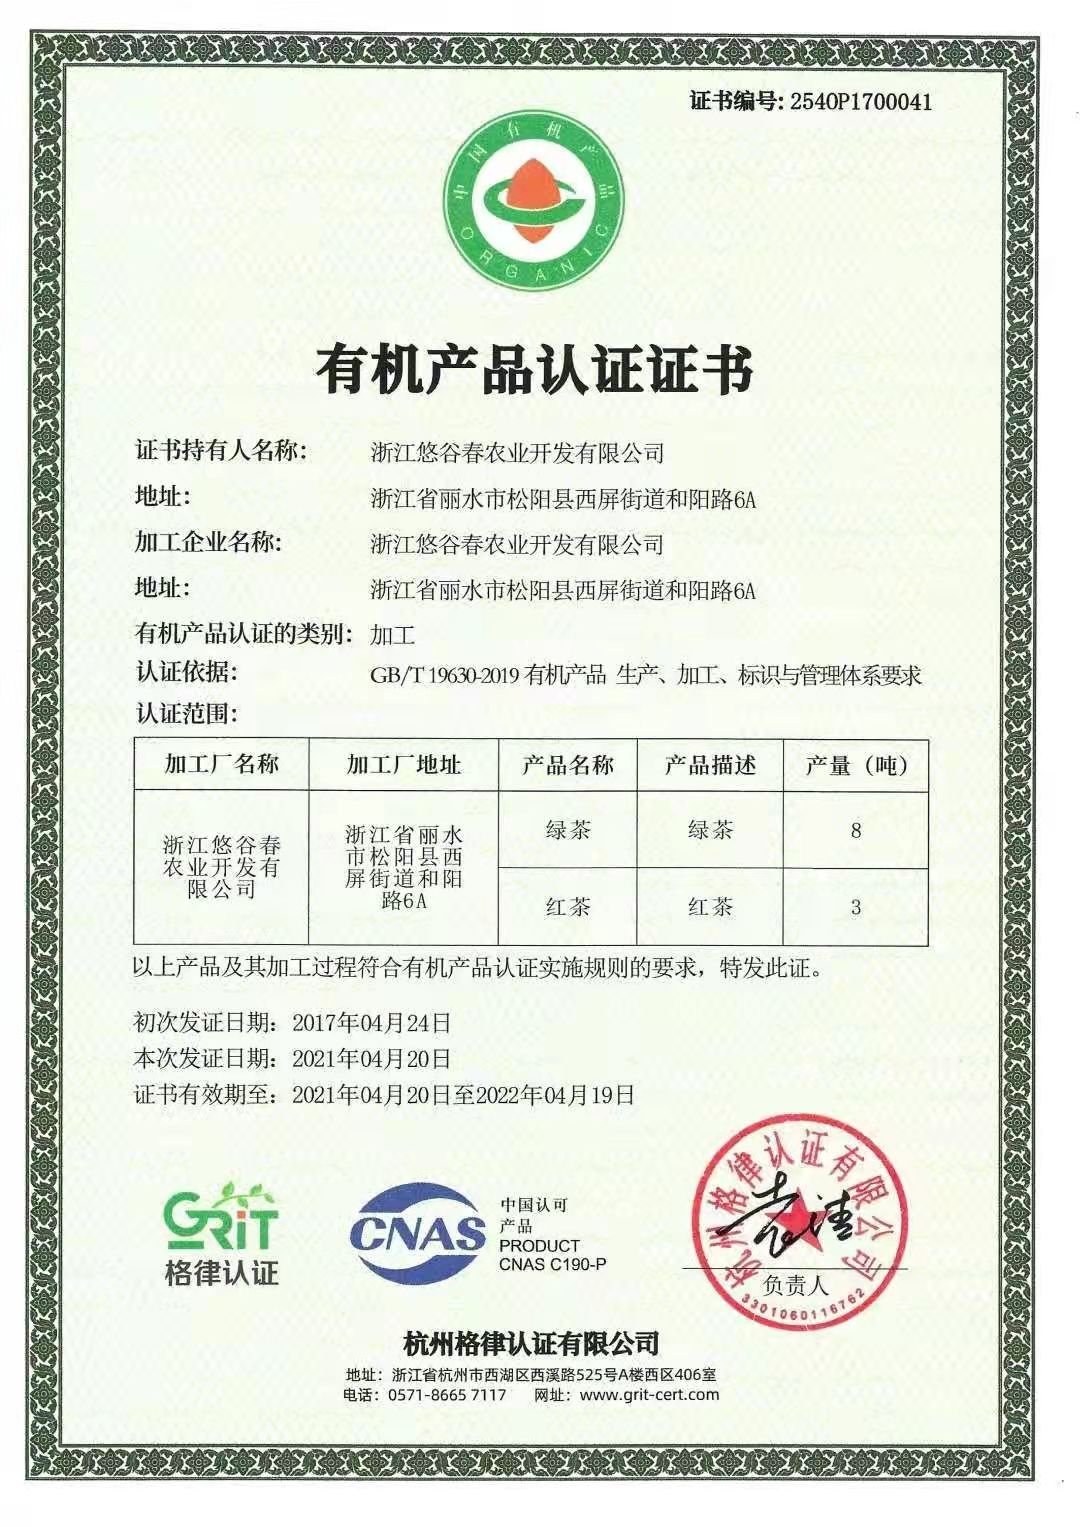 证书编号: 254OP1700041
中国有机产品
ORGANIC
有机产品认证证书
证书持有人名称: 浙江悠谷春农业开发有限公司
地址: 浙江省丽水市松阳县西屏街道和阳路6A
加工企业名称: 浙江悠谷春农业开发有限公司
地址: 浙江省丽水市松阳县西屏街道和阳路6A
有机产品认证的类别: 加工
认证依据: GB/T 19630-2019 有机产品 生产、加工、标识与管理体系要求
认证范围:
加工厂名称 加工厂地址 产品名称 产品描述 产量（吨）
浙江悠谷春
农业开发有
限公司
浙江省丽水
市松阳县西
屏街道和阳
路6A
绿茶 绿茶 8
红茶 红茶 3
以上产品及其加工过程符合有机产品认证实施规则的要求，特发此证。
初次发证日期: 2017年04月24日
本次发证日期: 2021年04月20日
证书有效期至: 2021年04月20日至2022年04月19日
GRiT
格律认证
CNAS
中国认可
产品
PRODUCT
CNAS C190-P
杭州格律认证有限公司
负责人
3301060116762
杭州格律认证有限公司
地址: 浙江省杭州市西湖区西溪路525号A楼西区406室
电话: 0571-8665 7117 网址: www.grit-cert.com